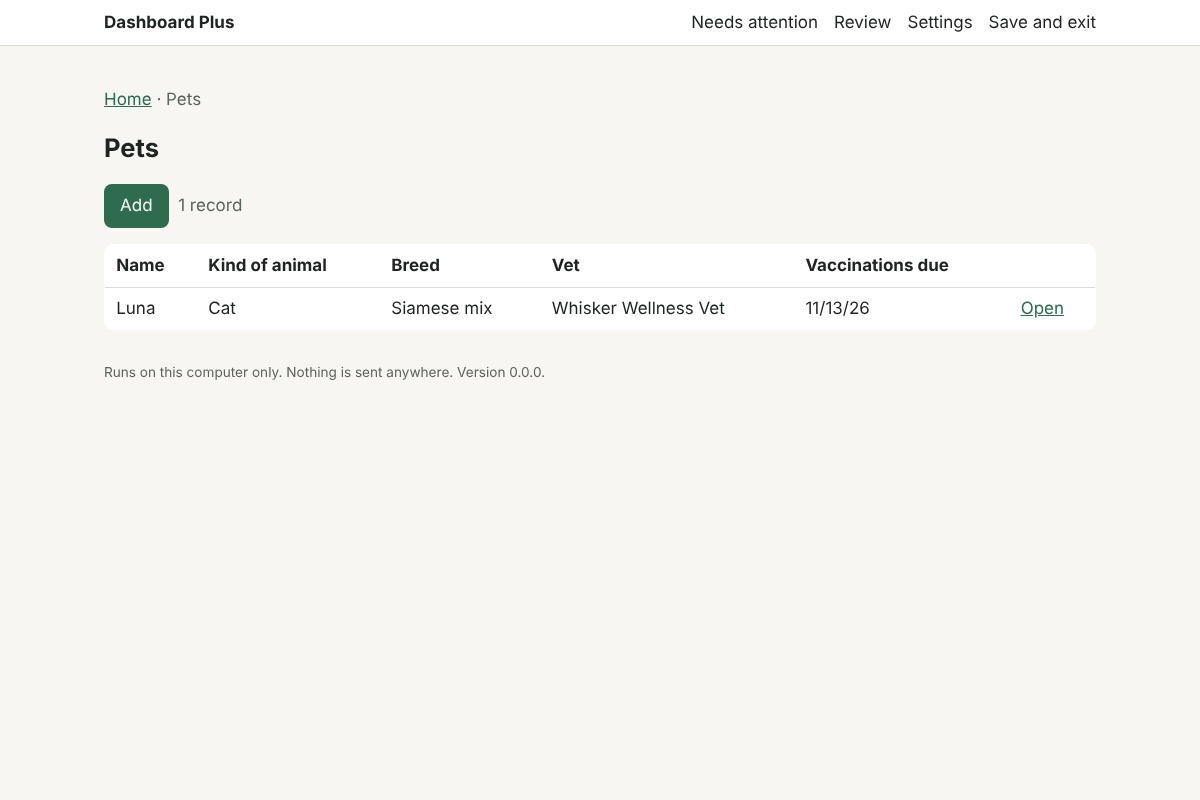 Dashboard Plus Needs attention Review Settings Save and exit
Home · Pets
Pets
Add 1 record
Name Kind of animal Breed Vet Vaccinations due
Luna Cat Siamese mix Whisker Wellness Vet 11/13/26 Open
Runs on this computer only. Nothing is sent anywhere. Version 0.0.0.